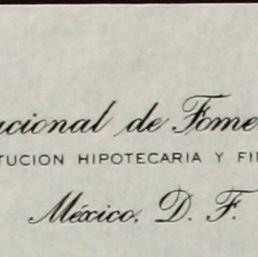 acional de Fome
TUCION HIPOTECARIA Y FI
México, D. F.